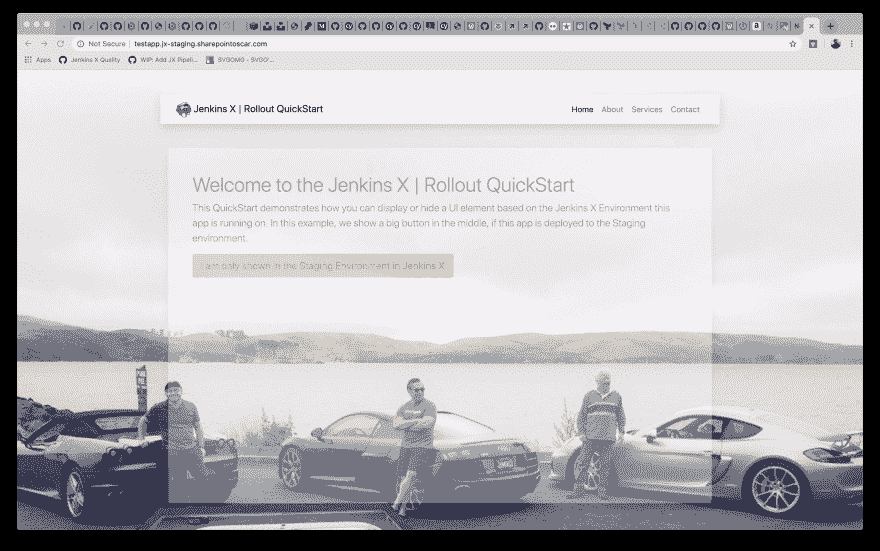 Not Secure | testapp.jx-staging.sharepointoscar.com
Apps Jenkins X Quality WIP: Add JX Pipeli... SVGOMG - SVGO'...
Jenkins X | Rollout QuickStart Home About Services Contact
Welcome to the Jenkins X | Rollout QuickStart
This QuickStart demonstrates how you can display or hide a UI element based on the Jenkins X Environment this
app is running on. In this example, we show a big button in the middle, if this app is deployed to the Staging
environment.
I am only shown in the Staging Environment in Jenkins X